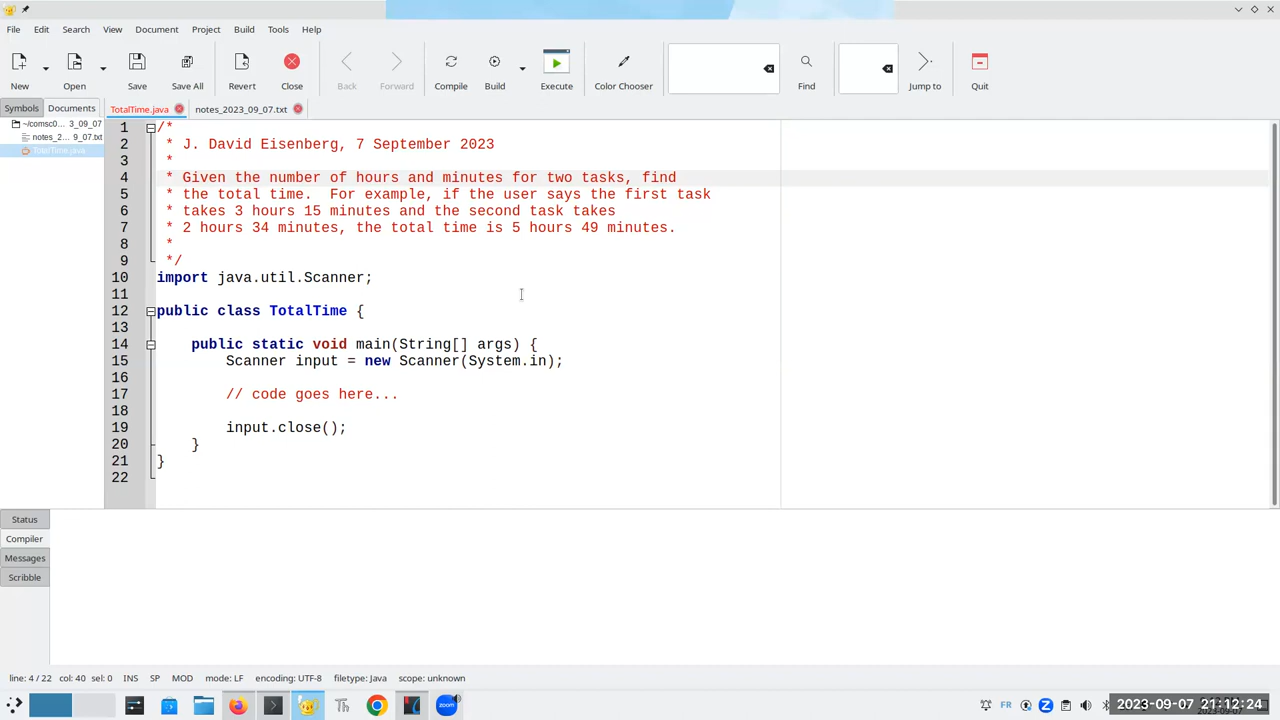 File Edit Search View Document Project Build Tools Help
New Open Save Save All Revert Close Back Forward Compile Build Execute Color Chooser Find Jump to Quit
Symbols Documents TotalTime.java notes_2023_09_07.txt
~/comsc0... 3_09_07
notes_2... 9_07.txt
TotalTime.java
1 /*
2 * J. David Eisenberg, 7 September 2023
3 *
4 * Given the number of hours and minutes for two tasks, find
5 * the total time.  For example, if the user says the first task
6 * takes 3 hours 15 minutes and the second task takes
7 * 2 hours 34 minutes, the total time is 5 hours 49 minutes.
8 *
9 */
10 import java.util.Scanner;
11
12 public class TotalTime {
13
14 public static void main(String[] args) {
15 Scanner input = new Scanner(System.in);
16
17 // code goes here...
18
19 input.close();
20 }
21 }
22
Status
Compiler
Messages
Scribble
line: 4 / 22 col: 40 sel: 0 INS SP MOD mode: LF encoding: UTF-8 filetype: Java scope: unknown
Th zoom FR Z 2023-09-07 21:12:24